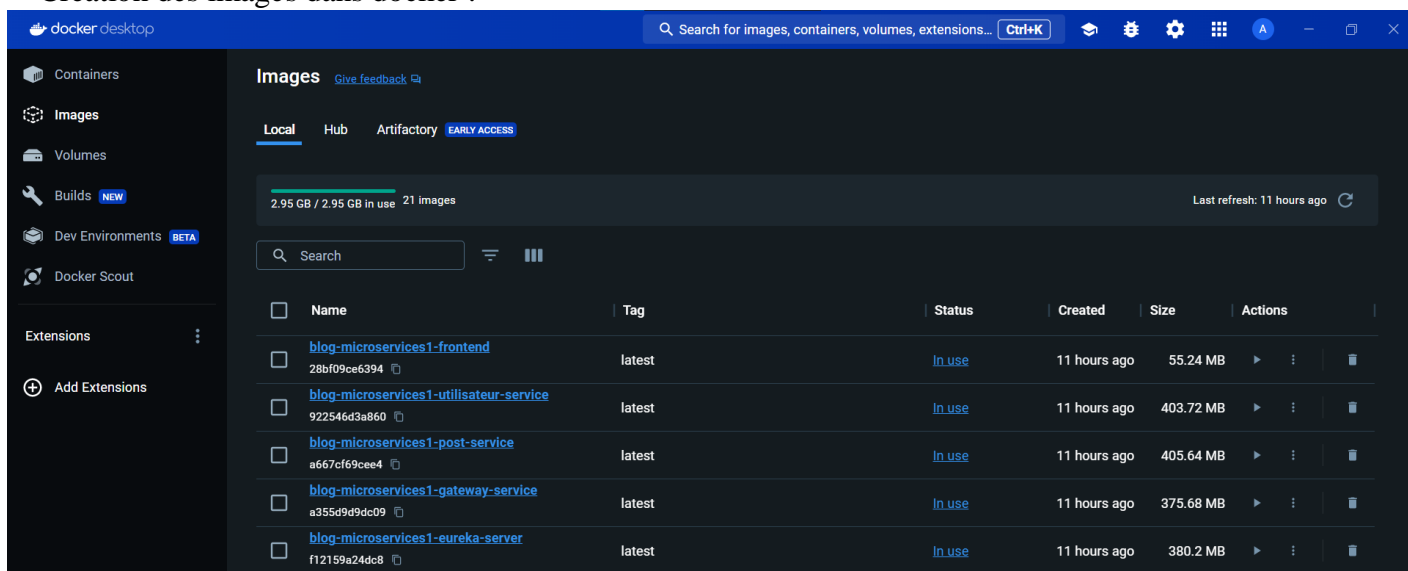 Création des images dans docker :
docker desktop
Search for images, containers, volumes, extensions... Ctrl+K
A
Containers
Images
Volumes
Builds NEW
Dev Environments BETA
Docker Scout
Extensions
Add Extensions
Images Give feedback
Local Hub Artifactory EARLY ACCESS
2.95 GB / 2.95 GB in use 21 images Last refresh: 11 hours ago
Search
Name Tag Status Created Size Actions
blog-microservices1-frontend
28bf09ce6394
latest In use 11 hours ago 55.24 MB
blog-microservices1-utilisateur-service
922546d3a860
latest In use 11 hours ago 403.72 MB
blog-microservices1-post-service
a667cf69cee4
latest In use 11 hours ago 405.64 MB
blog-microservices1-gateway-service
a355d9d9dc09
latest In use 11 hours ago 375.68 MB
blog-microservices1-eureka-server
f12159a24dc8
latest In use 11 hours ago 380.2 MB